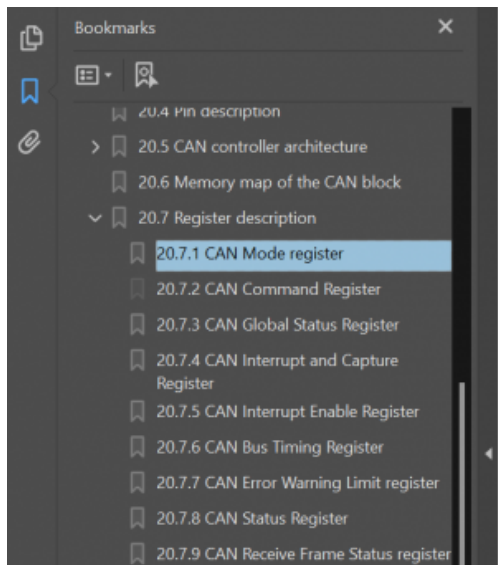 Bookmarks
20.4 Pin description
20.5 CAN controller architecture
20.6 Memory map of the CAN block
20.7 Register description
20.7.1 CAN Mode register
20.7.2 CAN Command Register
20.7.3 CAN Global Status Register
20.7.4 CAN Interrupt and Capture
Register
20.7.5 CAN Interrupt Enable Register
20.7.6 CAN Bus Timing Register
20.7.7 CAN Error Warning Limit register
20.7.8 CAN Status Register
20.7.9 CAN Receive Frame Status register